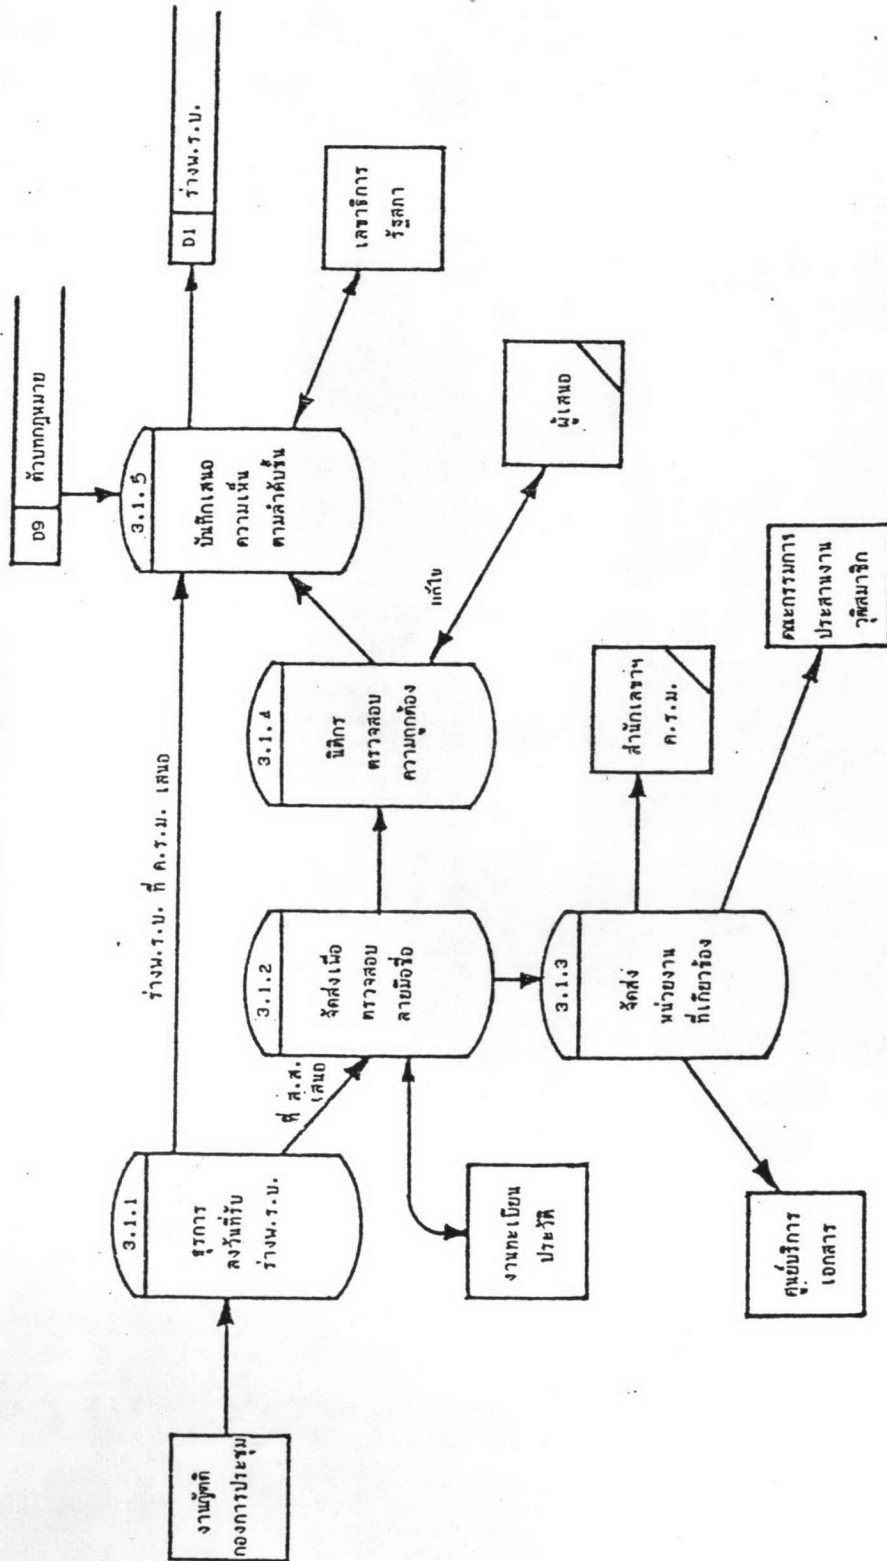 งานญัตติ
กองการประชุม
3.1.1
ธุรการ
ลงวันที่รับ
ร่างพ.ร.บ.
ร่างพ.ร.บ. ที่ ค.ร.ม. เสนอ
ที่ ส.ส.
เสนอ
งานทะเบียน
ประวัติ
3.1.2
จัดส่งเพื่อ
ตรวจสอบ
ลายมือชื่อ
3.1.3
จัดส่ง
หน่วยงาน
ที่เกี่ยวข้อง
ศูนย์บริการ
เอกสาร
สำนักเลขาฯ
ค.ร.ม.
คณะกรรมการ
ประสานงาน
วุฒิสมาชิก
3.1.4
นิติกร
ตรวจสอบ
ความถูกต้อง
แก้ไข
ผู้เสนอ
3.1.5
บันทึกเสนอ
ความเห็น
ตามลำดับชั้น
D9 ตัวบทกฎหมาย
D1 ร่างพ.ร.บ.
เลขาธิการ
รัฐสภา